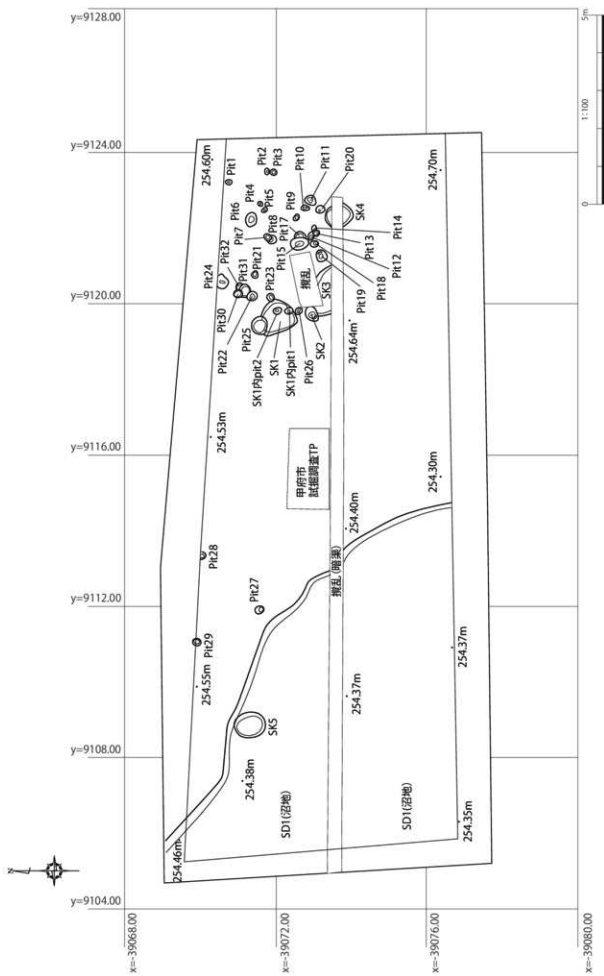 y=9128.00
y=9124.00
y=9120.00
y=9116.00
y=9112.00
y=9108.00
y=9104.00
x=-39068.00
x=-39072.00
x=-39076.00
x=-39080.00
0
1:100
5m
N
254.60m
Pit1
Pit2
Pit3
Pit4
Pit5
Pit6
Pit7
Pit8
Pit9
Pit10
Pit11
Pit20
254.70m
SK4
Pit14
Pit13
Pit12
Pit18
Pit19
Pit17
Pit15
撹乱
SK3
Pit24
Pit32
Pit31
Pit30
Pit21
Pit22
Pit23
Pit25
SK1内pit2
SK1
SK1内pit1
Pit26
SK2
254.64m
254.53m
甲府市
試掘調査TP
254.40m
254.30m
Pit28
Pit27
撹乱(暗渠)
Pit29
254.55m
SK5
254.37m
254.37m
254.38m
SD1(沼地)
SD1(沼地)
254.46m
254.35m